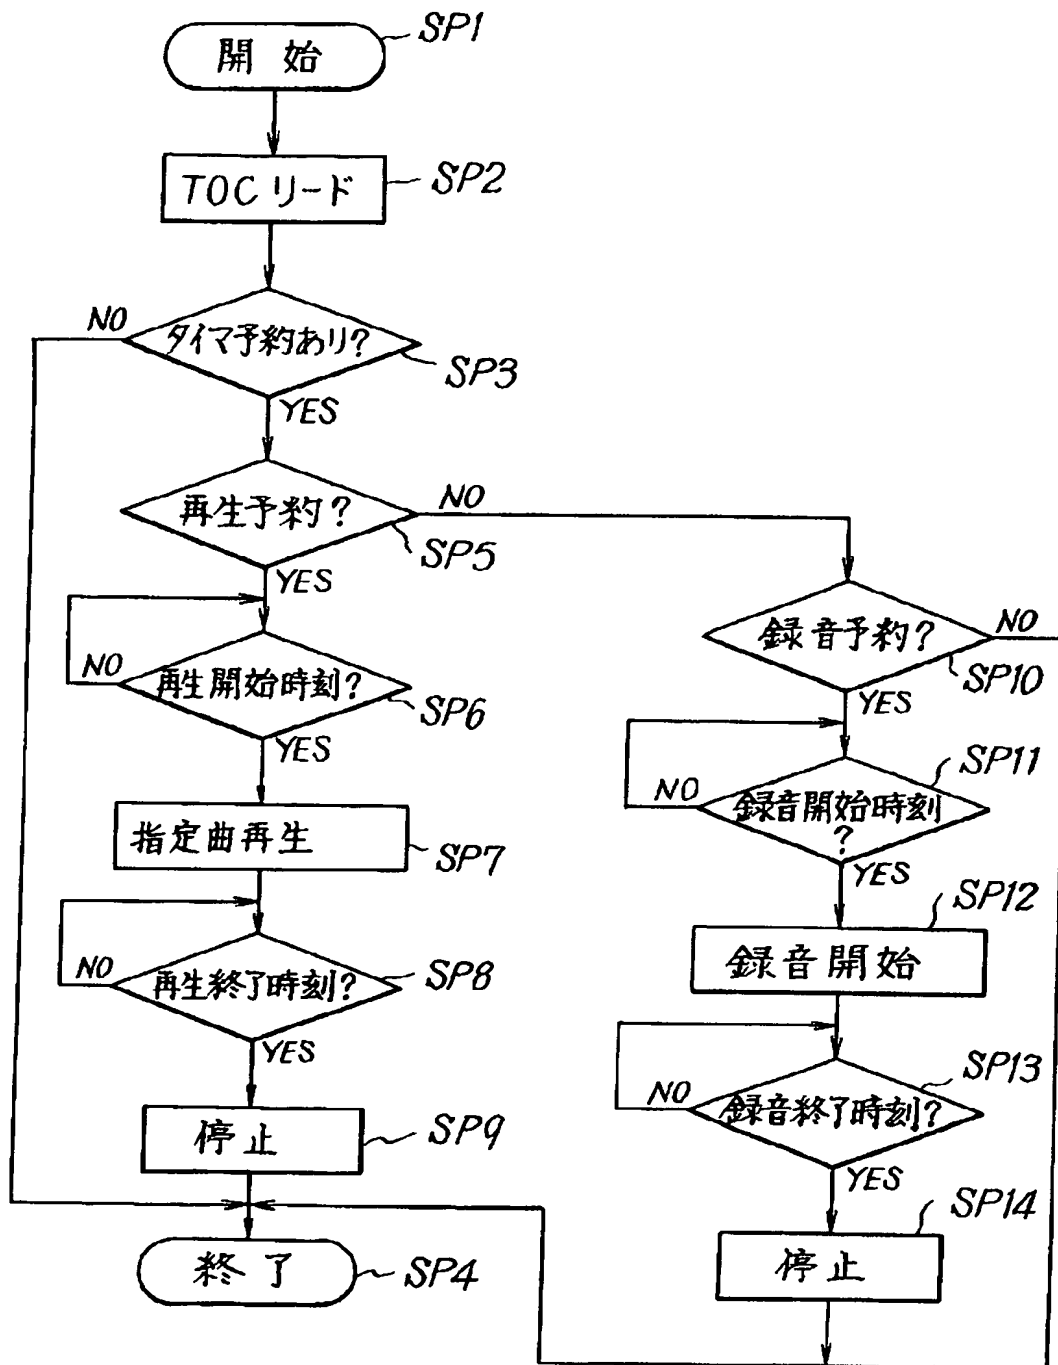 開始
SP1
TOCリード
SP2
NO
タイマ予約あり?
SP3
YES
再生予約?
NO
SP5
YES
録音予約?
NO
SP10
YES
NO
再生開始時刻?
SP6
YES
NO
録音開始時刻
?
SP11
YES
指定曲再生
SP7
録音開始
SP12
NO
再生終了時刻?
SP8
YES
NO
録音終了時刻?
SP13
YES
停止
SP9
停止
SP14
終了
SP4